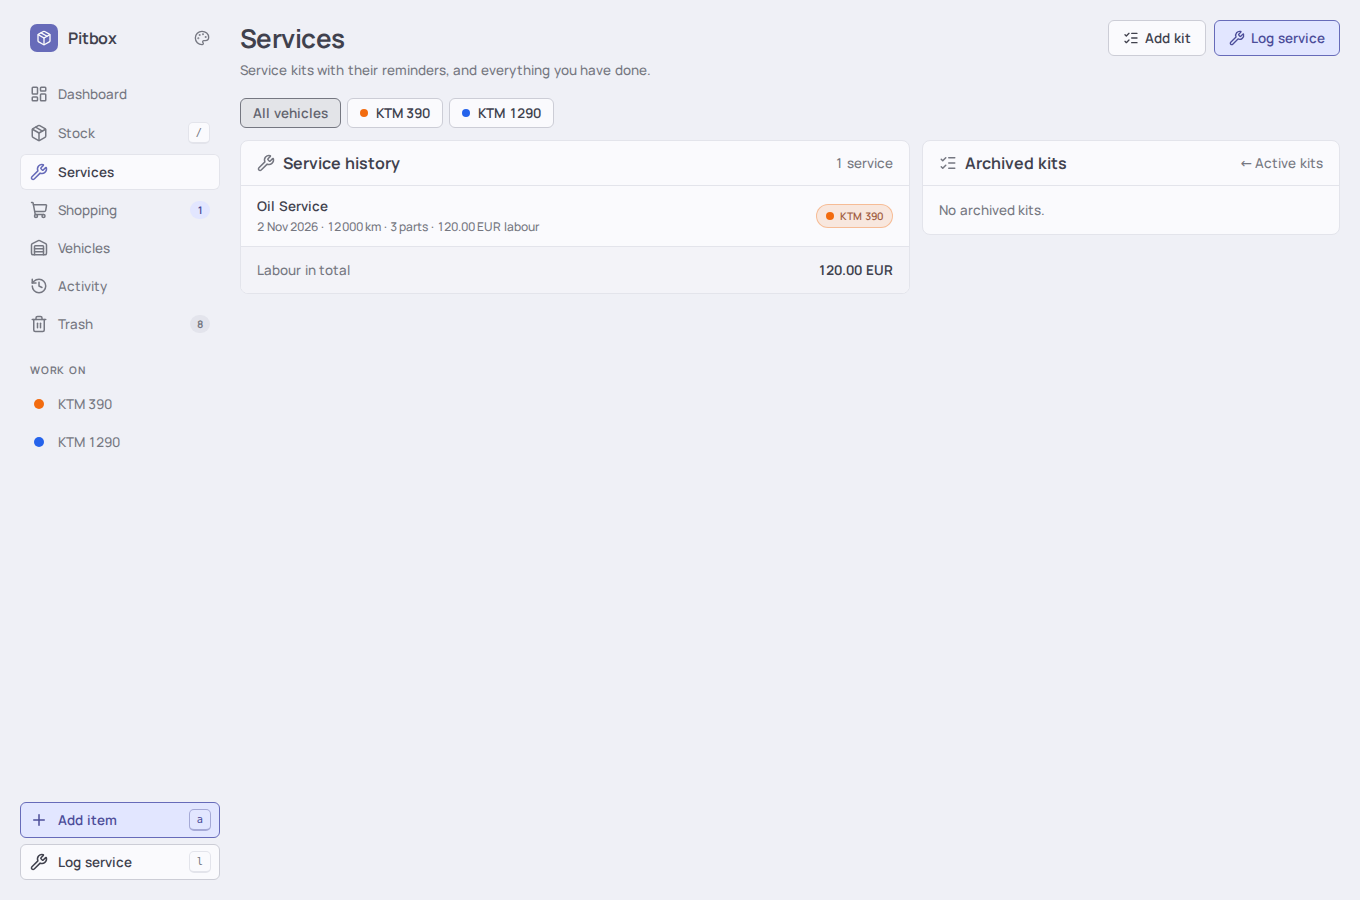 Pitbox
Dashboard
Stock /
Services
Shopping 1
Vehicles
Activity
Trash 8
WORK ON
KTM 390
KTM 1290
Add item a
Log service l
Services
Service kits with their reminders, and everything you have done.
Add kit
Log service
All vehicles
KTM 390
KTM 1290
Service history
1 service
Oil Service
2 Nov 2026 · 12 000 km · 3 parts · 120.00 EUR labour
KTM 390
Labour in total
120.00 EUR
Archived kits
← Active kits
No archived kits.